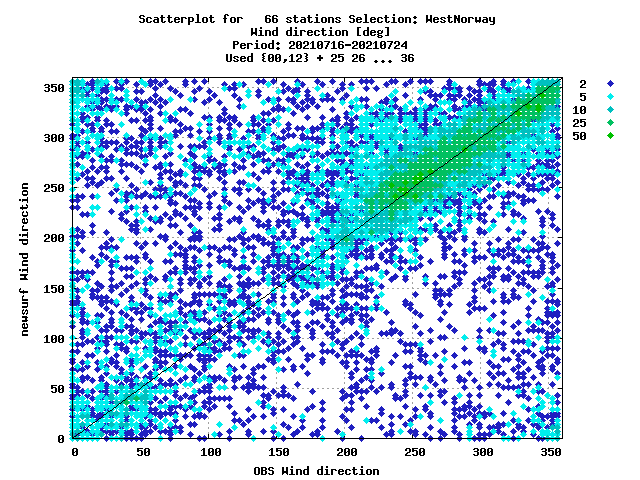 Scatterplot for 66 stations Selection: WestNorway
Wind direction [deg]
Period: 20210716-20210724
Used {00,12} + 25 26 ... 36
2
5
10
25
50
350
300
250
200
150
100
50
0
newsurf Wind direction
0 50 100 150 200 250 300 350
OBS Wind direction